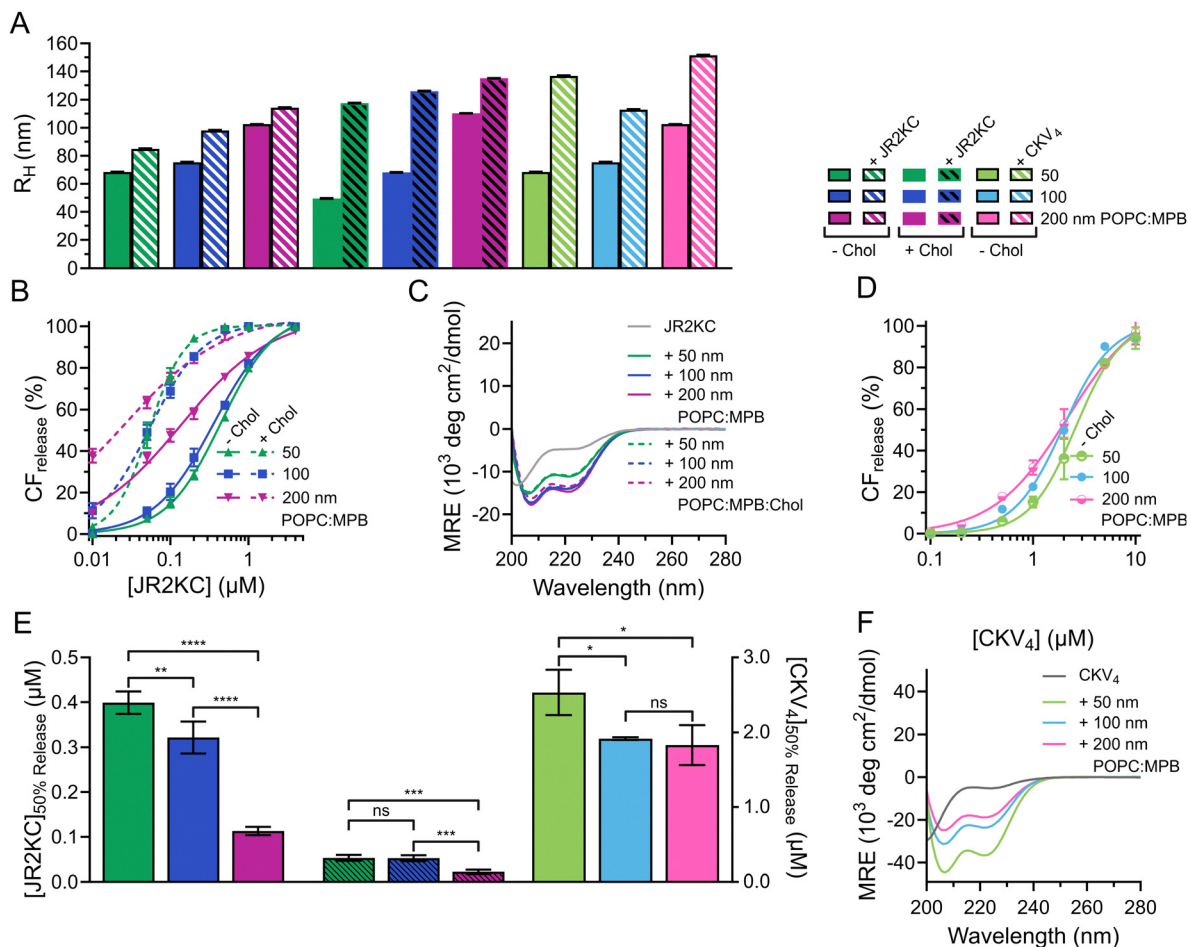 A
R_H (nm)
160
140
120
100
80
60
40
20
0
+ JR2KC
+ JR2KC
+ CKV4
50
100
200 nm POPC:MPB
- Chol
+ Chol
- Chol
B
CF_release (%)
100
80
60
40
20
0
0.01
0.1
1
[JR2KC] (µM)
- Chol
+ Chol
50
100
200 nm
POPC:MPB
C
MRE (10³ deg cm²/dmol)
20
10
0
-10
-20
200
220
240
260
280
Wavelength (nm)
JR2KC
+ 50 nm
+ 100 nm
+ 200 nm
POPC:MPB
+ 50 nm
+ 100 nm
+ 200 nm
POPC:MPB:Chol
D
CF_release (%)
100
80
60
40
20
0
0.1
1
10
- Chol
50
100
200 nm
POPC:MPB
[CKV4] (µM)
E
[JR2KC]50% Release (µM)
0.5
0.4
0.3
0.2
0.1
0.0
****
**
****
***
ns
***
*
*
ns
3.0
2.0
1.0
0.0
[CKV4]50% Release
(µM)
F
MRE (10³ deg cm²/dmol)
40
20
0
-20
-40
200
220
240
260
280
Wavelength (nm)
CKV4
+ 50 nm
+ 100 nm
+ 200 nm
POPC:MPB